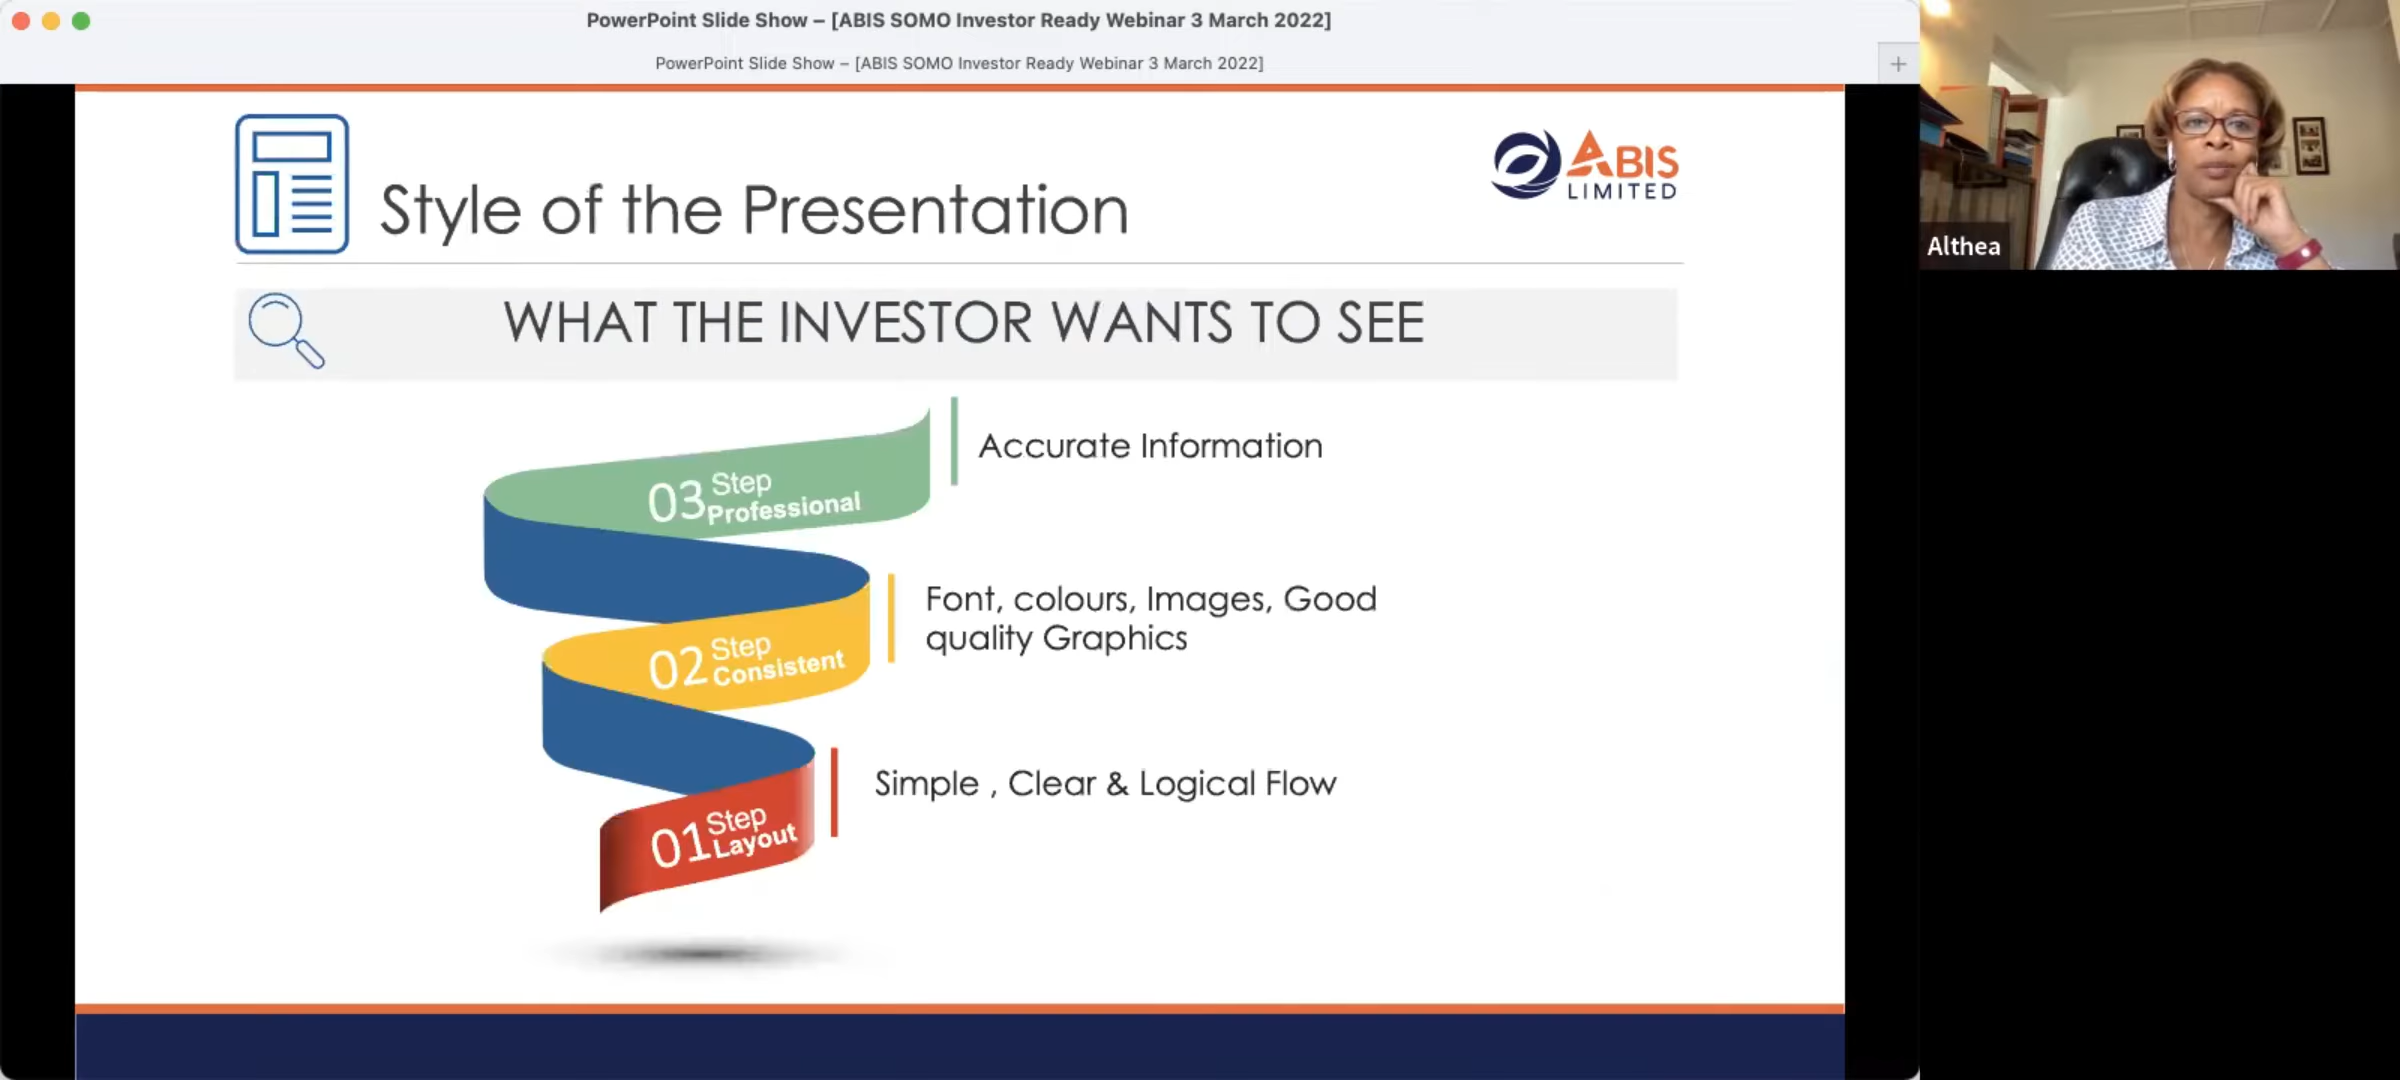 PowerPoint Slide Show – [ABIS SOMO Investor Ready Webinar 3 March 2022]
PowerPoint Slide Show – [ABIS SOMO Investor Ready Webinar 3 March 2022]
+
Style of the Presentation
ABIS
LIMITED
Althea
WHAT THE INVESTOR WANTS TO SEE
03 Step
Professional
Accurate Information
02 Step
Consistent
Font, colours, Images, Good
quality Graphics
01 Step
Layout
Simple , Clear & Logical Flow